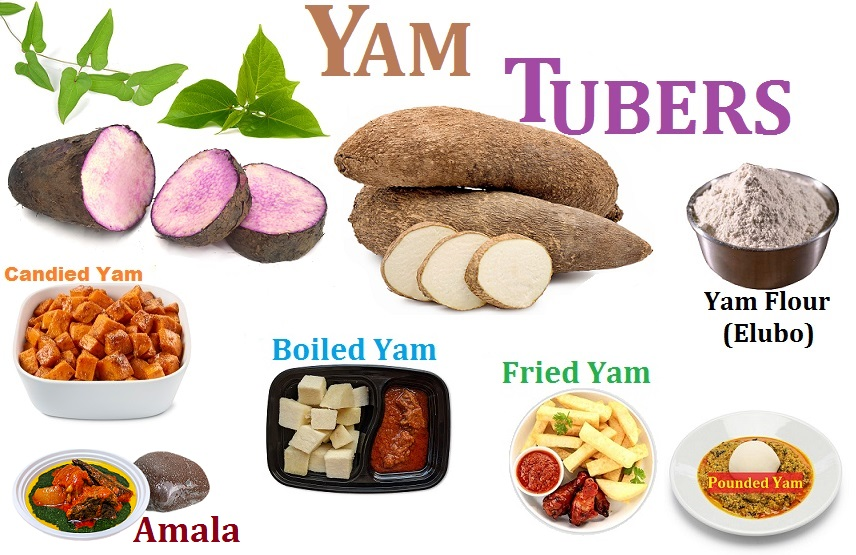 YAM
TUBERS
Candied Yam
Yam Flour
(Elubo)
Boiled Yam
Fried Yam
Pounded Yam
Amala